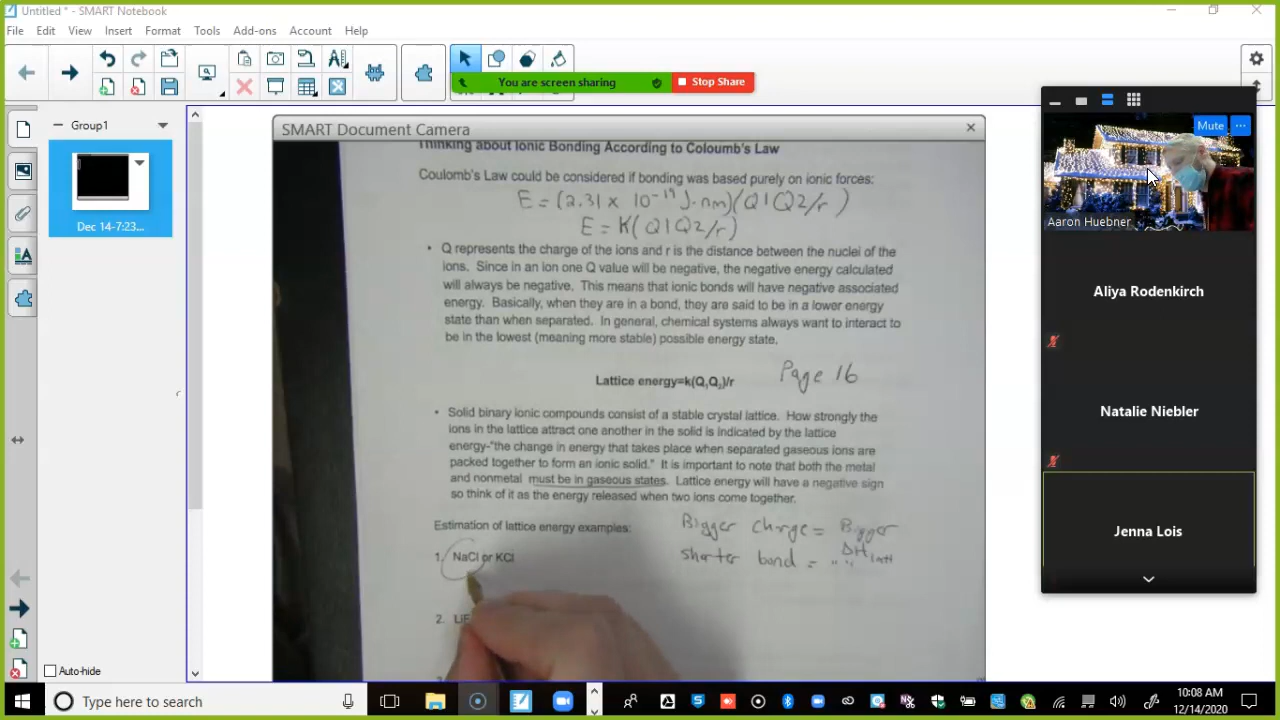 Untitled * - SMART Notebook
File Edit View Insert Format Tools Add-ons Account Help
You are screen sharing
Stop Share
Group1
Dec 14-7:23...
Auto-hide
SMART Document Camera
Thinking about Ionic Bonding According to Coloumb's Law
Coulomb's Law could be considered if bonding was based purely on ionic forces:
E = (2.31 x 10⁻¹⁹ J·nm)(Q1Q2/r)
E = K(Q1Q2/r)
• Q represents the charge of the ions and r is the distance between the nuclei of the
ions. Since in an ion one Q value will be negative, the negative energy calculated
will always be negative. This means that ionic bonds will have negative associated
energy. Basically, when they are in a bond, they are said to be in a lower energy
state than when separated. In general, chemical systems always want to interact to
be in the lowest (meaning more stable) possible energy state.
Lattice energy=k(Q₁Q₂)/r
Page 16
• Solid binary ionic compounds consist of a stable crystal lattice. How strongly the
ions in the lattice attract one another in the solid is indicated by the lattice
energy-"the change in energy that takes place when separated gaseous ions are
packed together to form an ionic solid." It is important to note that both the metal
and nonmetal must be in gaseous states. Lattice energy will have a negative sign
so think of it as the energy released when two ions come together.
Estimation of lattice energy examples:
Bigger charge = Bigger
shorter bond = " " ΔH latt
1. NaCl or KCl
2. LiF
Mute
Aaron Huebner
Aliya Rodenkirch
Natalie Niebler
Jenna Lois
Type here to search
10:08 AM
12/14/2020